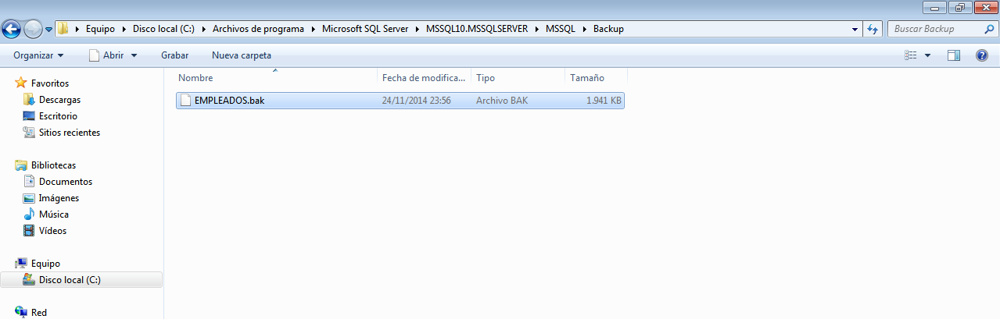 Equipo Disco local (C:) Archivos de programa Microsoft SQL Server MSSQL10.MSSQLSERVER MSSQL Backup Buscar Backup
Organizar Abrir Grabar Nueva carpeta
Favoritos
Descargas
Escritorio
Sitios recientes
Bibliotecas
Documentos
Imágenes
Música
Vídeos
Equipo
Disco local (C:)
Red
Nombre Fecha de modifica... Tipo Tamaño
EMPLEADOS.bak 24/11/2014 23:56 Archivo BAK 1.941 KB